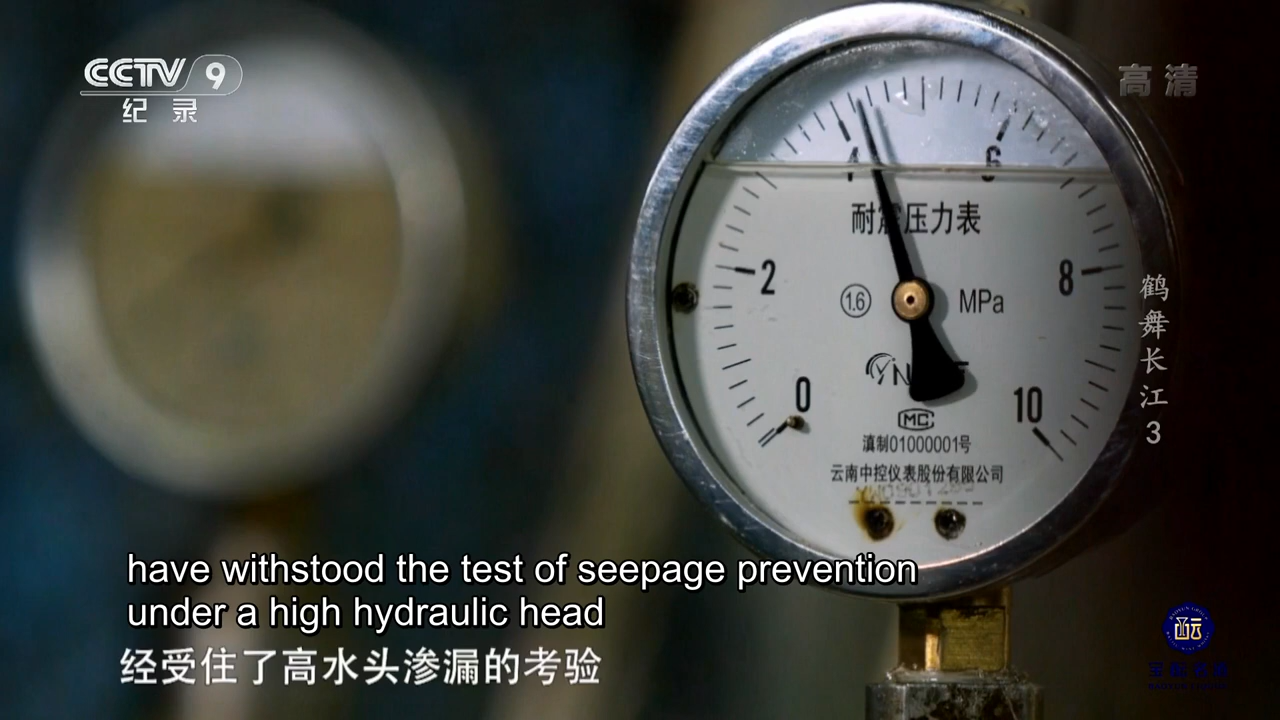 CCTV 9
纪录
高清
4
6
耐震压力表
2
8
1.6
MPa
0
10
MC
滇制01000001号
云南中控仪表股份有限公司
鹤舞长江 3
have withstood the test of seepage prevention
under a high hydraulic head
经受住了高水头渗漏的考验